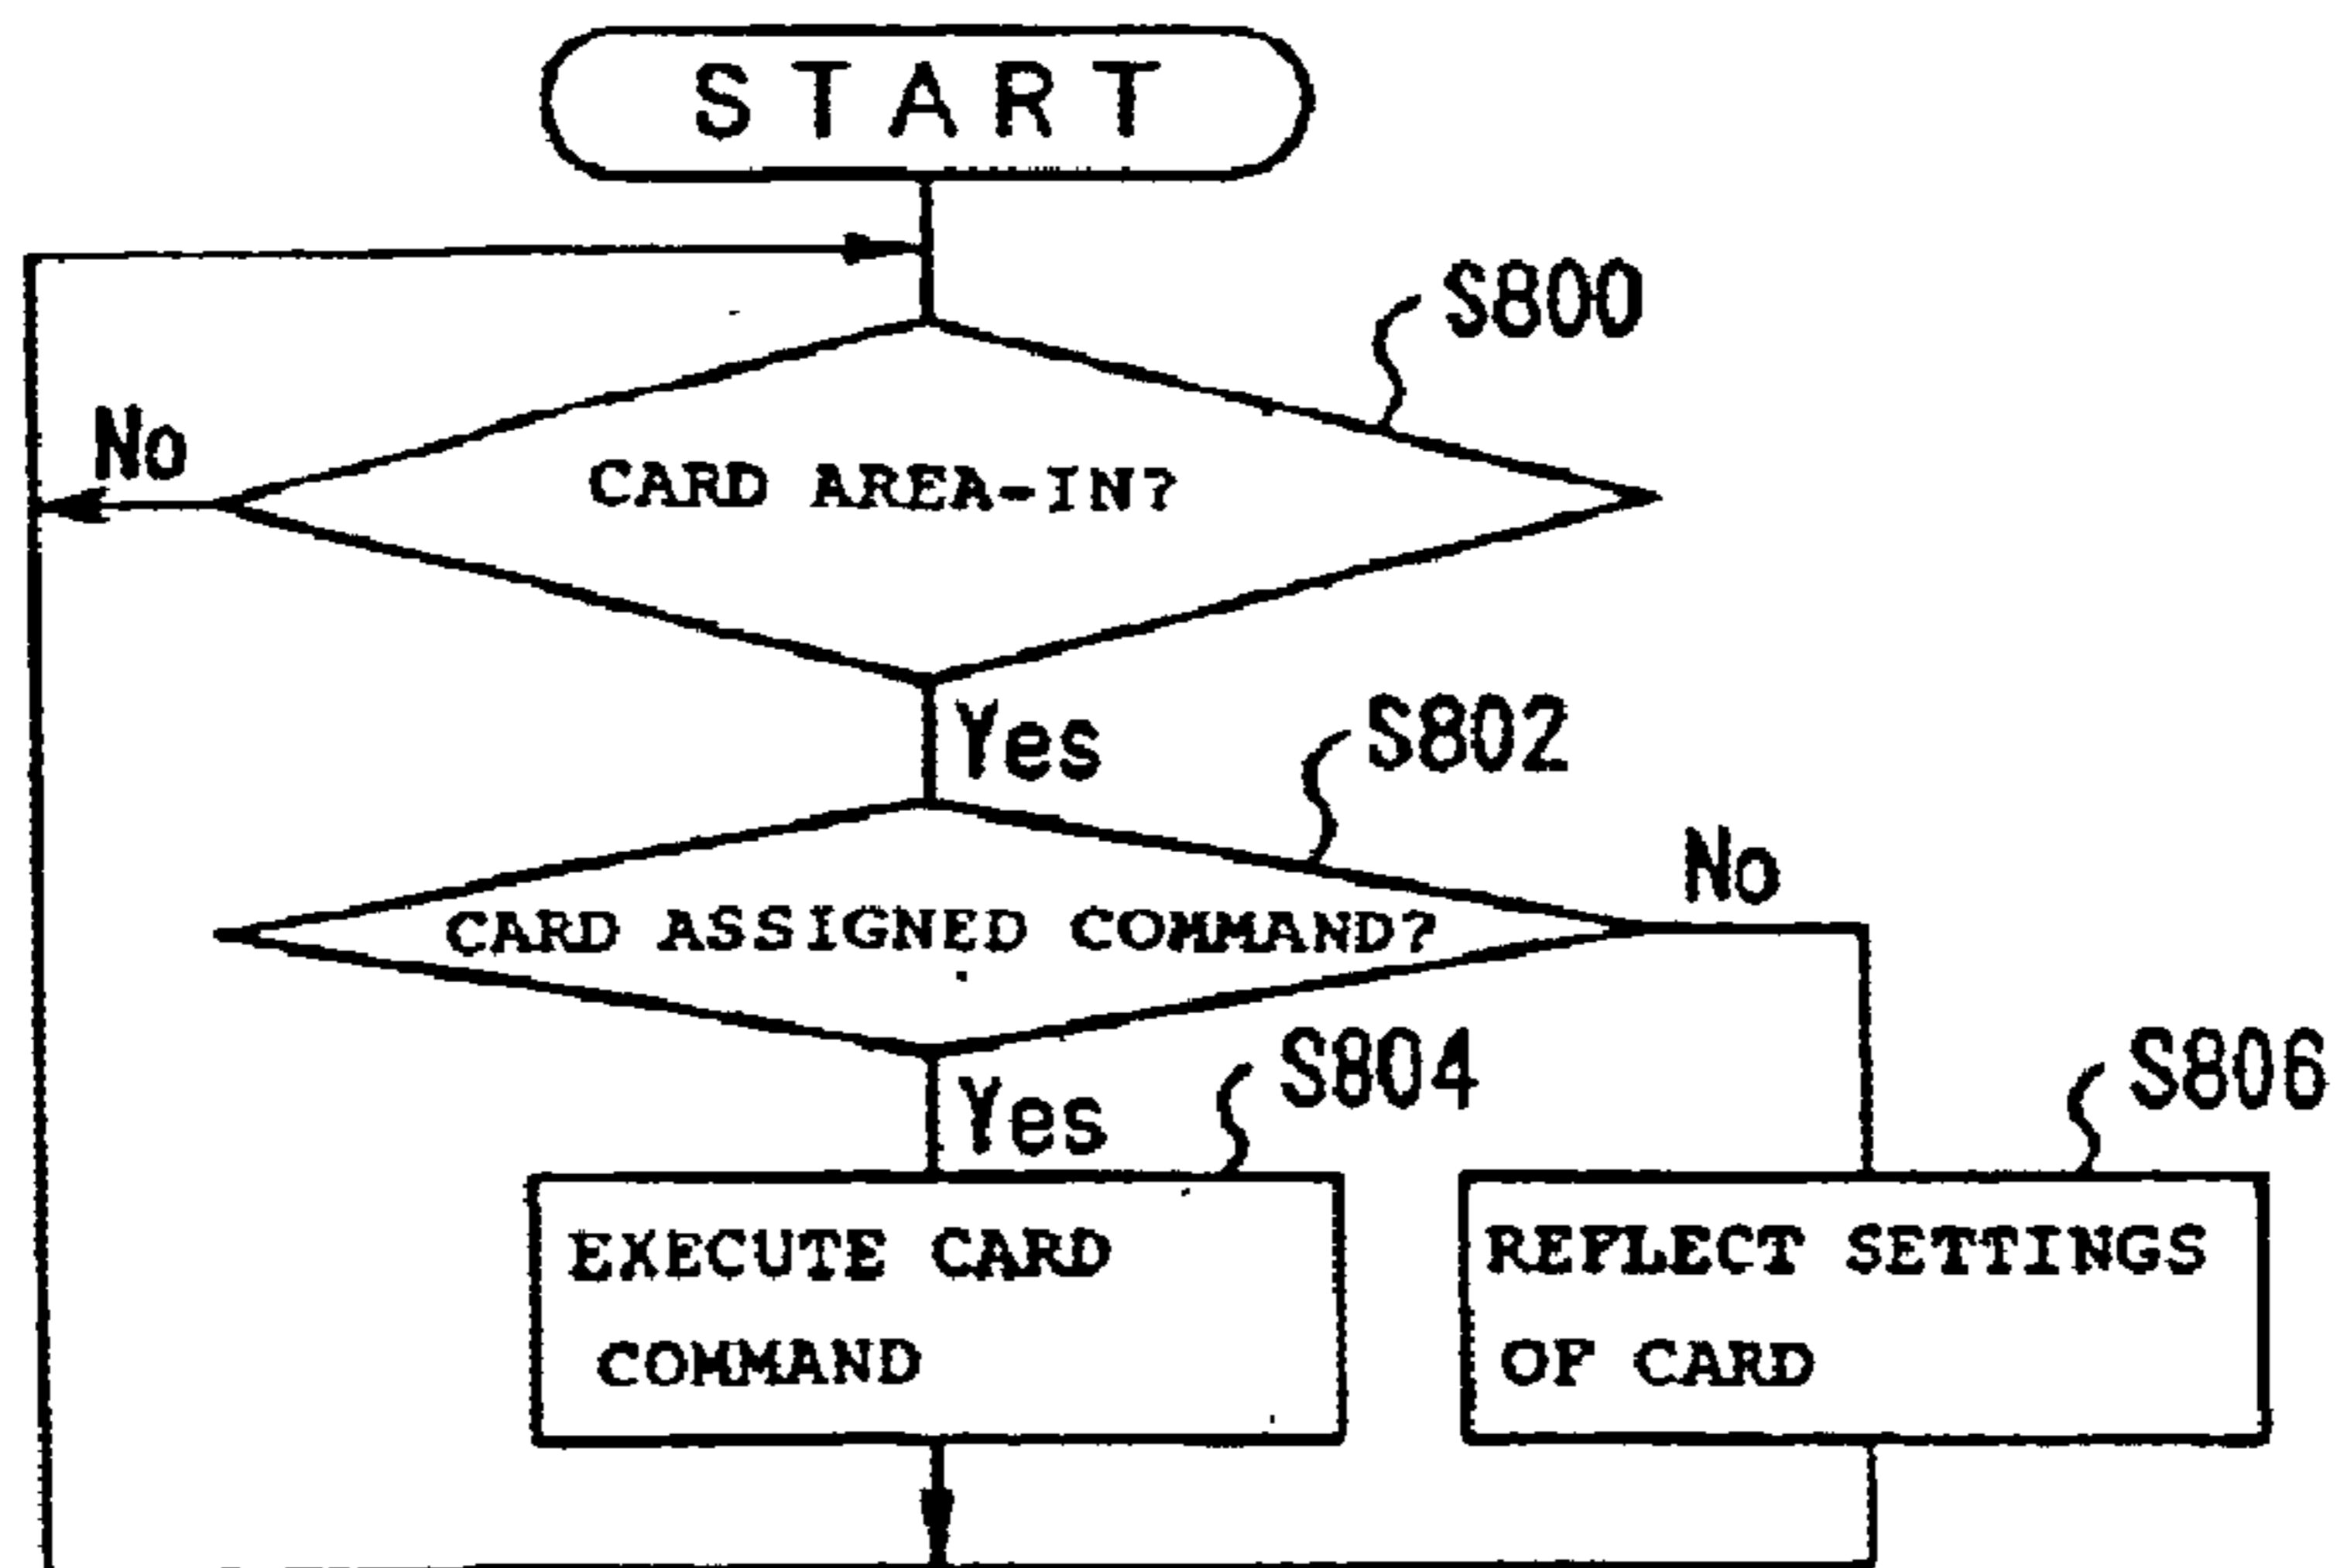 START
S800
No
CARD AREA-IN?
Yes
S802
No
CARD ASSIGNED COMMAND?
Yes
S804
S806
EXECUTE CARD
COMMAND
REFLECT SETTINGS
OF CARD